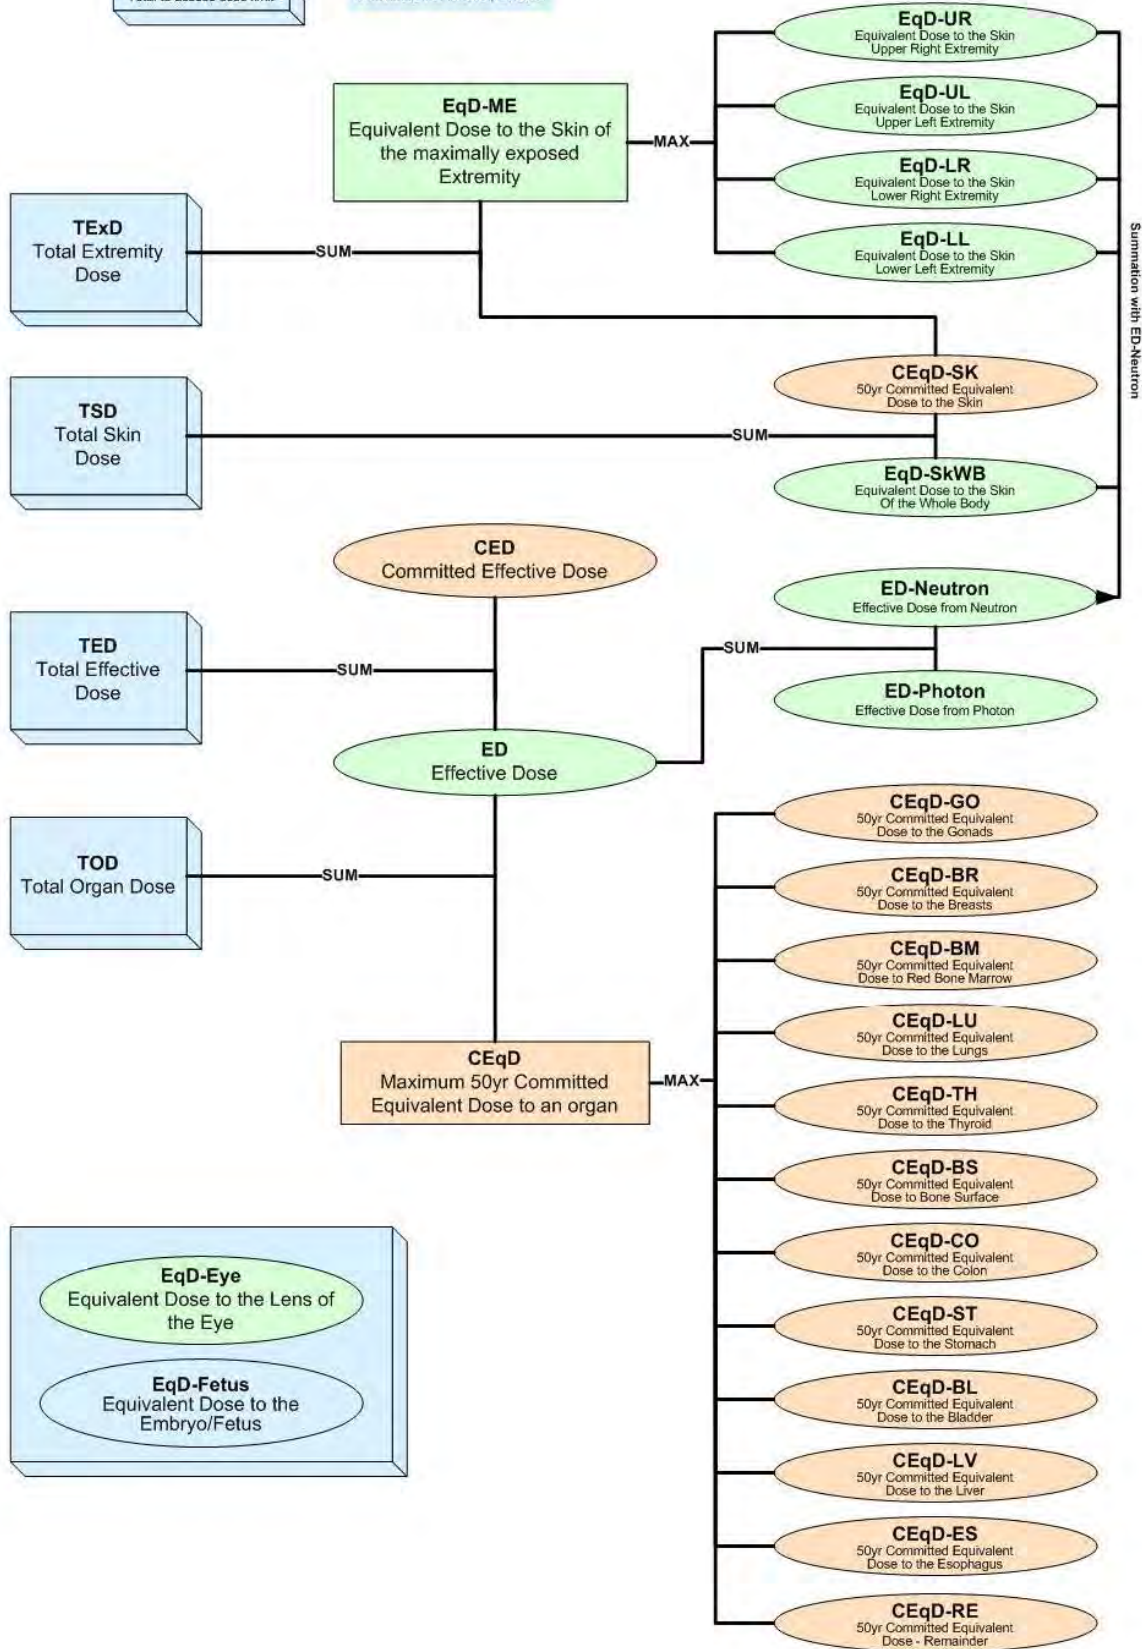 EqD-UR
Equivalent Dose to the Skin
Upper Right Extremity
EqD-ME
Equivalent Dose to the Skin of
the maximally exposed
Extremity
MAX
EqD-UL
Equivalent Dose to the Skin
Upper Left Extremity
EqD-LR
Equivalent Dose to the Skin
Lower Right Extremity
EqD-LL
Equivalent Dose to the Skin
Lower Left Extremity
Summation with ED-Neutron
TExD
Total Extremity
Dose
SUM
CEqD-SK
50yr Committed Equivalent
Dose to the Skin
TSD
Total Skin
Dose
SUM
EqD-SkWB
Equivalent Dose to the Skin
Of the Whole Body
CED
Committed Effective Dose
ED-Neutron
Effective Dose from Neutron
TED
Total Effective
Dose
SUM
SUM
ED-Photon
Effective Dose from Photon
ED
Effective Dose
TOD
Total Organ Dose
SUM
CEqD
Maximum 50yr Committed
Equivalent Dose to an organ
MAX
CEqD-GO
50yr Committed Equivalent
Dose to the Gonads
CEqD-BR
50yr Committed Equivalent
Dose to the Breasts
CEqD-BM
50yr Committed Equivalent
Dose to Red Bone Marrow
CEqD-LU
50yr Committed Equivalent
Dose to the Lungs
CEqD-TH
50yr Committed Equivalent
Dose to the Thyroid
CEqD-BS
50yr Committed Equivalent
Dose to Bone Surface
CEqD-CO
50yr Committed Equivalent
Dose to the Colon
CEqD-ST
50yr Committed Equivalent
Dose to the Stomach
CEqD-BL
50yr Committed Equivalent
Dose to the Bladder
CEqD-LV
50yr Committed Equivalent
Dose to the Liver
CEqD-ES
50yr Committed Equivalent
Dose to the Esophagus
CEqD-RE
50yr Committed Equivalent
Dose - Remainder
EqD-Eye
Equivalent Dose to the Lens of
the Eye
EqD-Fetus
Equivalent Dose to the
Embryo/Fetus